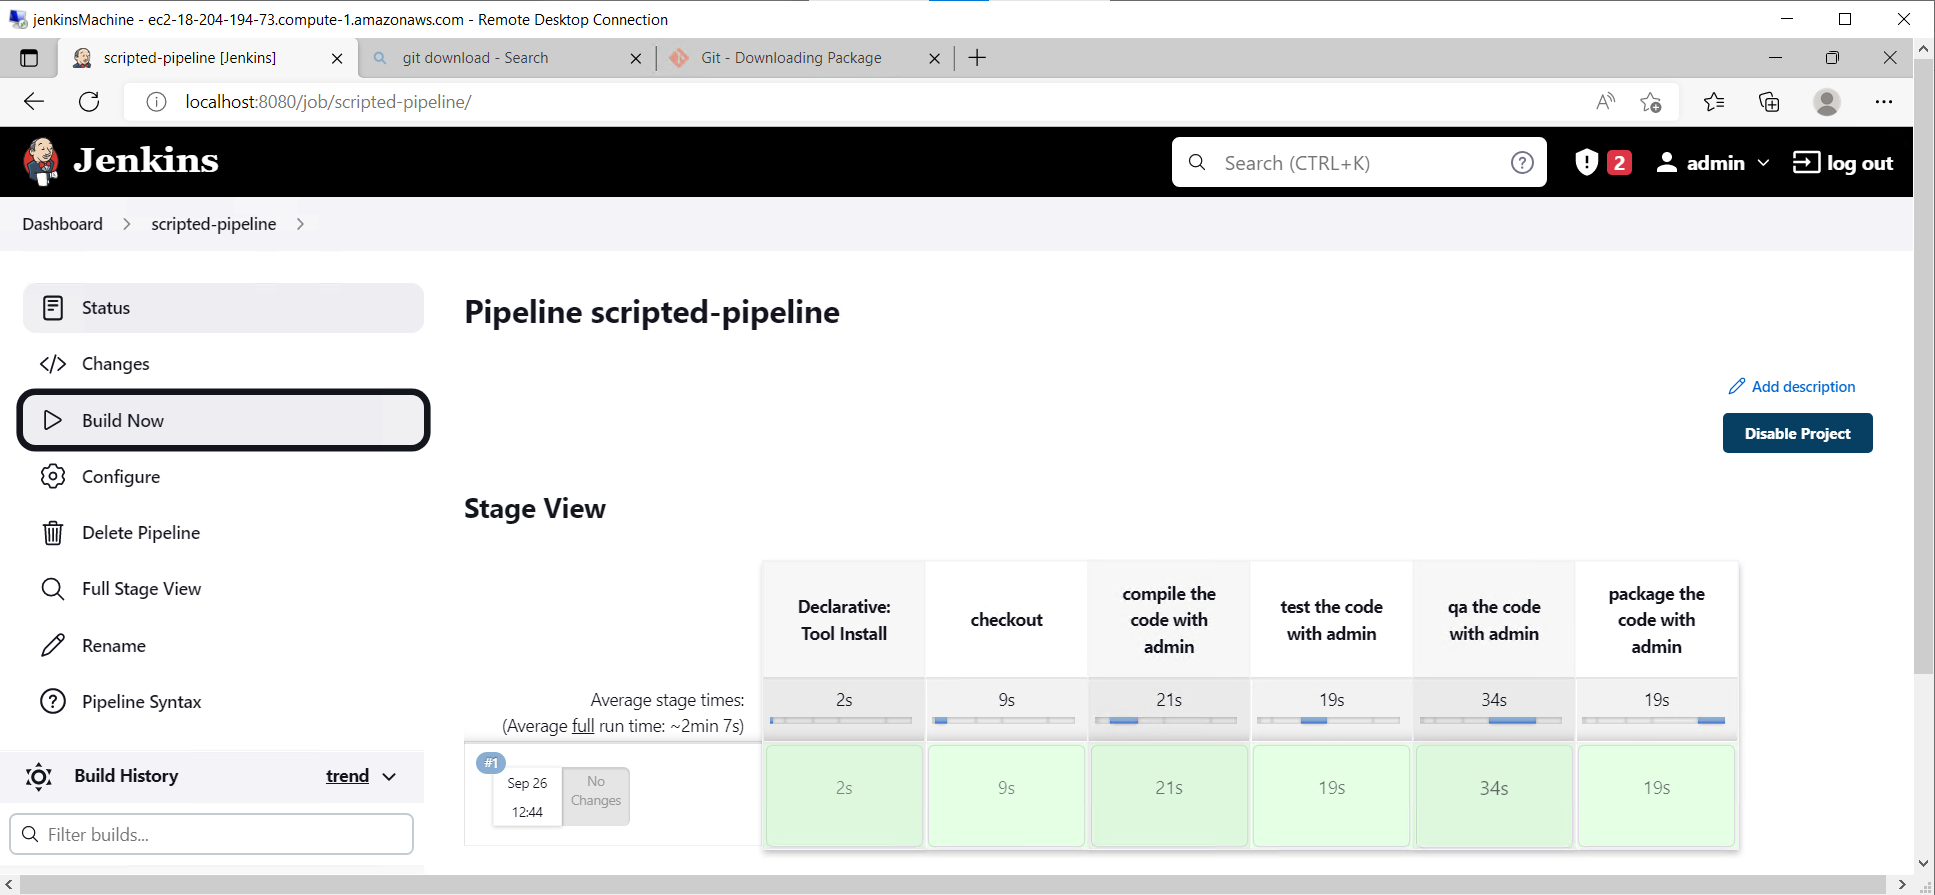 jenkinsMachine - ec2-18-204-194-73.compute-1.amazonaws.com - Remote Desktop Connection
scripted-pipeline [Jenkins]
git download - Search
Git - Downloading Package
localhost:8080/job/scripted-pipeline/
Jenkins
Search (CTRL+K)
2
admin
log out
Dashboard
scripted-pipeline
Status
Changes
Build Now
Configure
Delete Pipeline
Full Stage View
Rename
Pipeline Syntax
Build History
trend
Filter builds...
Pipeline scripted-pipeline
Add description
Disable Project
Stage View
Declarative:
Tool Install
checkout
compile the
code with
admin
test the code
with admin
qa the code
with admin
package the
code with
admin
Average stage times:
(Average full run time: ~2min 7s)
2s
9s
21s
19s
34s
19s
#1
Sep 26
12:44
No
Changes
2s
9s
21s
19s
34s
19s